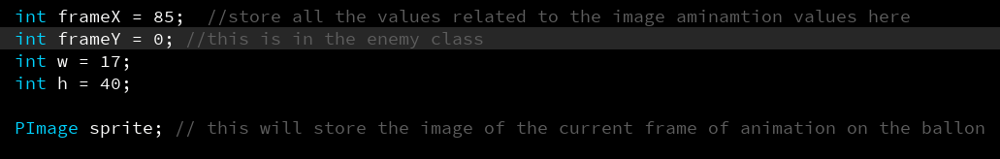 int frameX = 85;  //store all the values related to the image aminamtion values here
int frameY = 0; //this is in the enemy class
int w = 17;
int h = 40;
PImage sprite; // this will store the image of the current frame of animation on the ballon